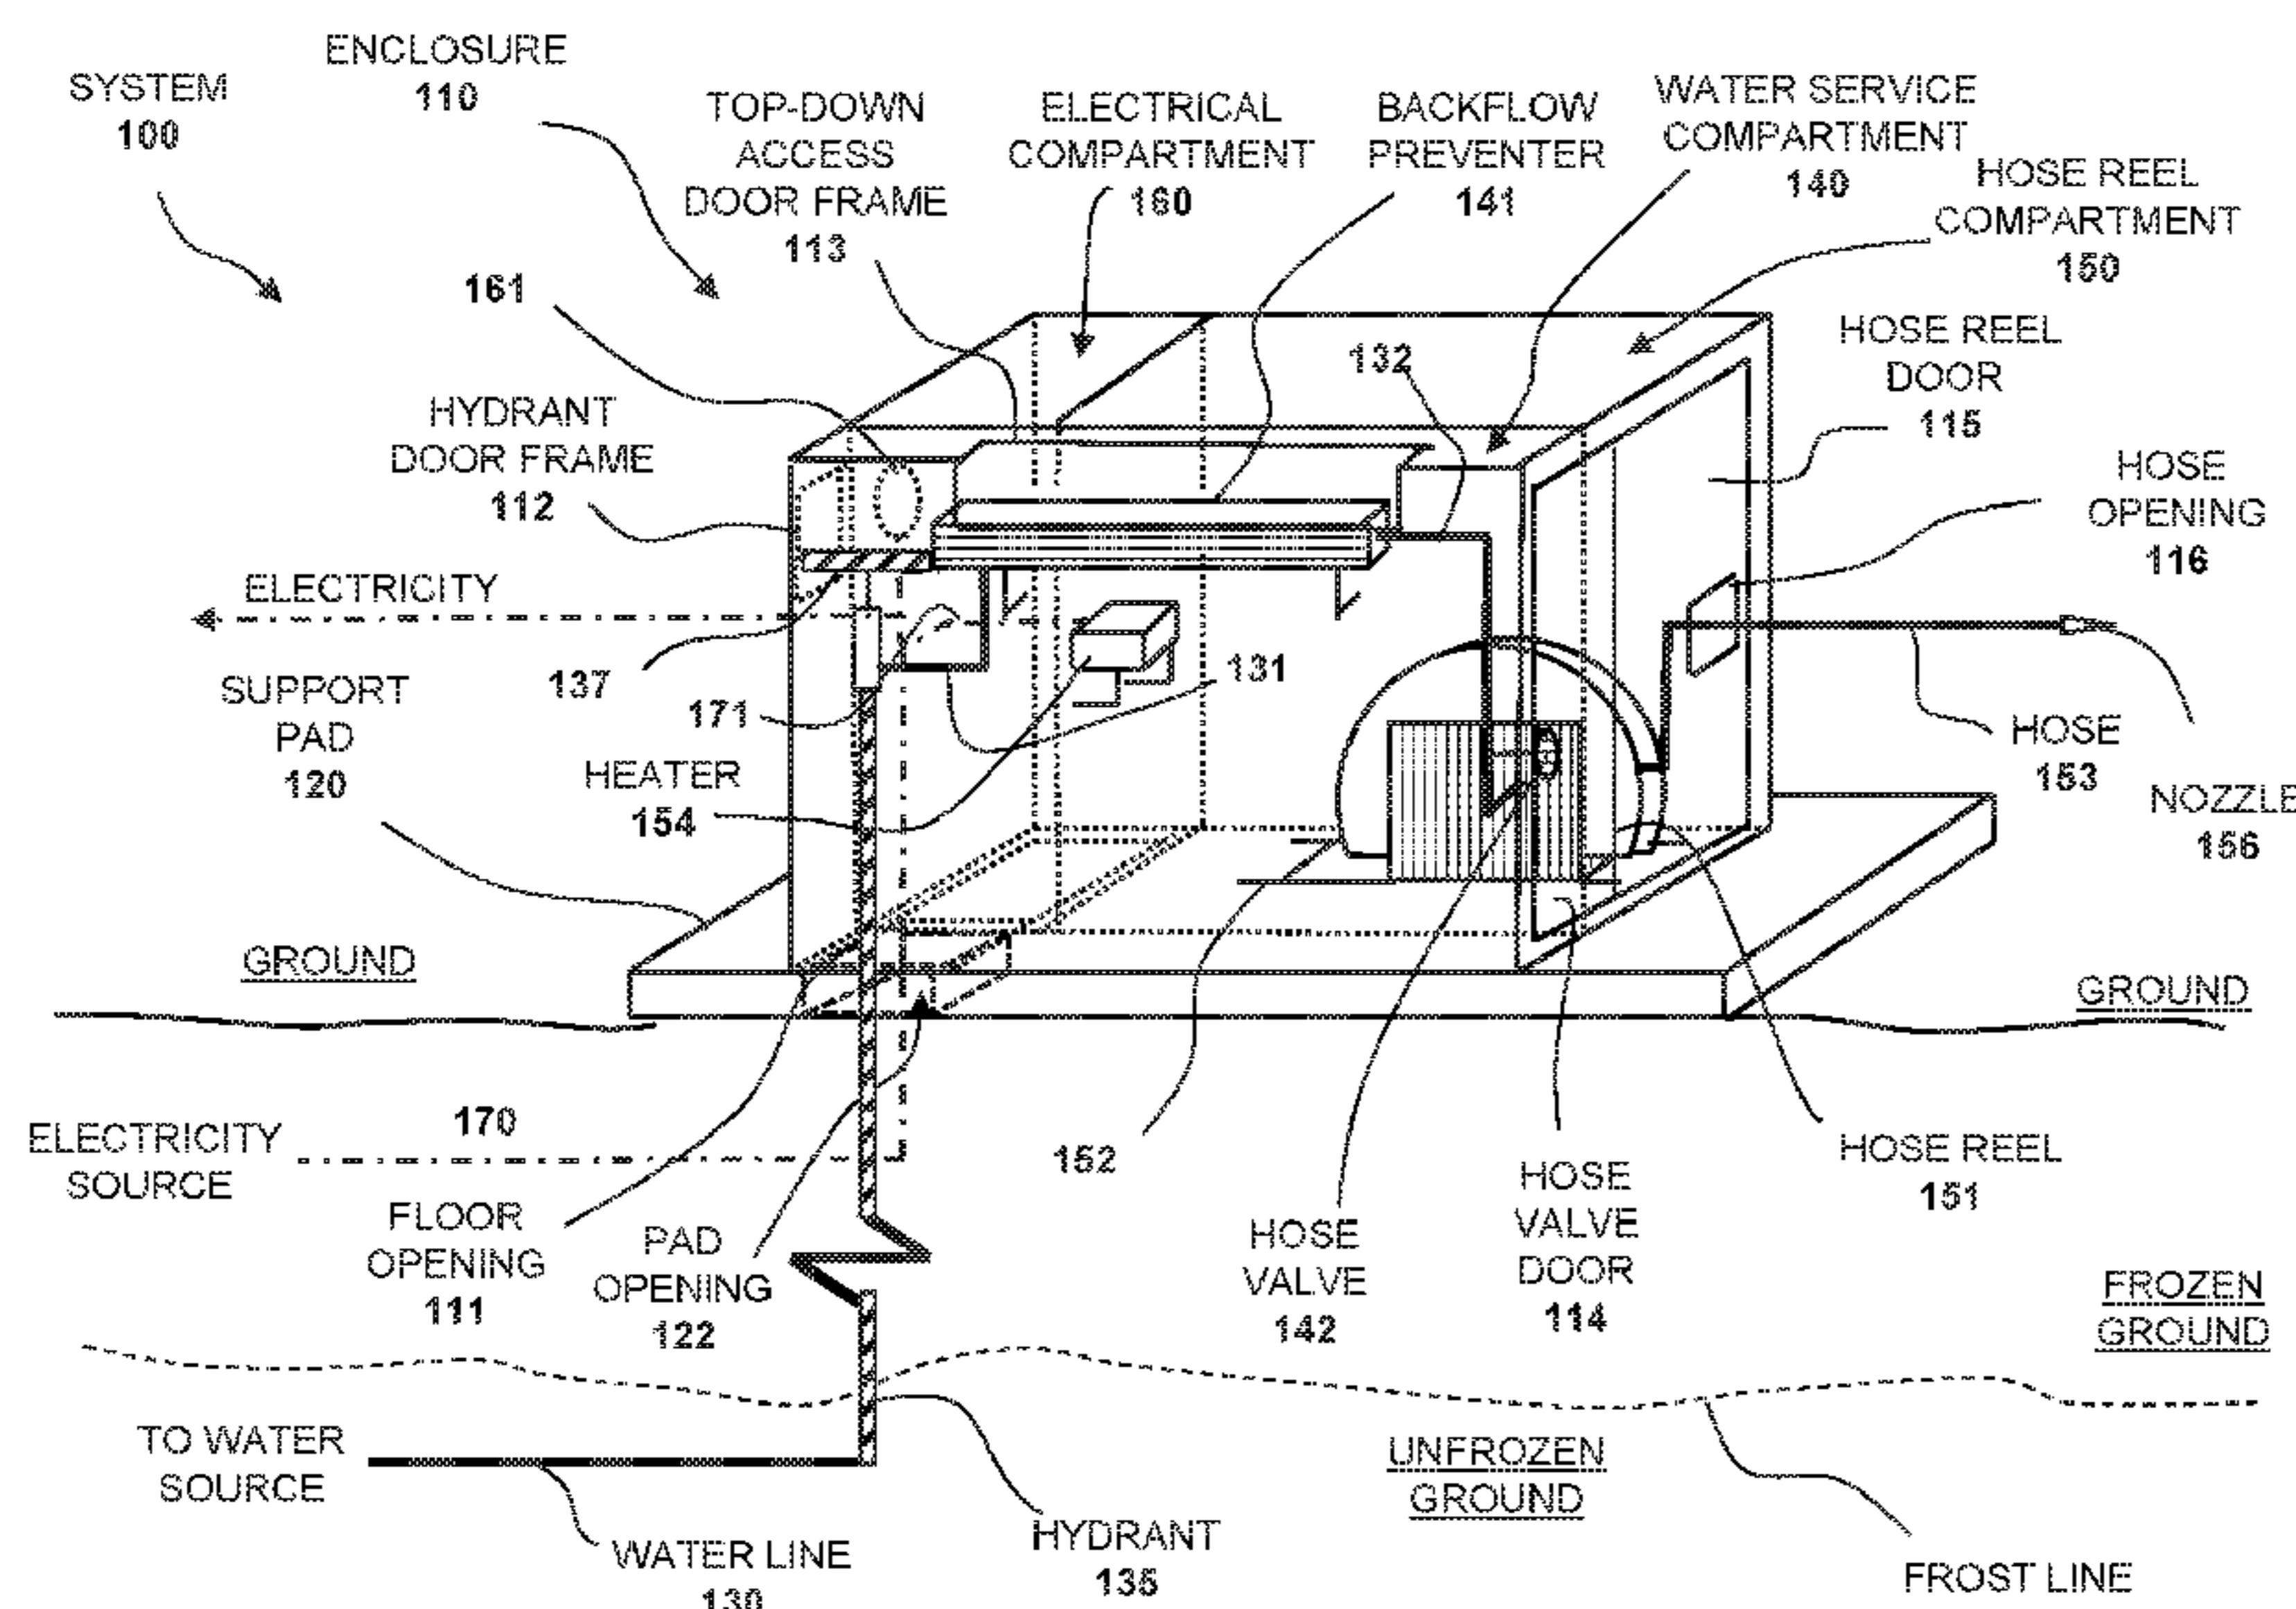 SYSTEM
100
ENCLOSURE
110
TOP-DOWN
ACCESS
DOOR FRAME
113
ELECTRICAL
COMPARTMENT
160
BACKFLOW
PREVENTER
141
WATER SERVICE
COMPARTMENT
140
HOSE REEL
COMPARTMENT
150
161
132
HOSE REEL
DOOR
115
HYDRANT
DOOR FRAME
112
HOSE
OPENING
116
ELECTRICITY
137
171
131
SUPPORT
PAD
120
HEATER
154
HOSE
153
NOZZLE
156
GROUND
GROUND
ELECTRICITY
SOURCE
170
152
FLOOR
OPENING
111
PAD
OPENING
122
HOSE
VALVE
142
HOSE
VALVE
DOOR
114
HOSE REEL
151
FROZEN
GROUND
TO WATER
SOURCE
UNFROZEN
GROUND
WATER LINE
130
HYDRANT
135
FROST LINE